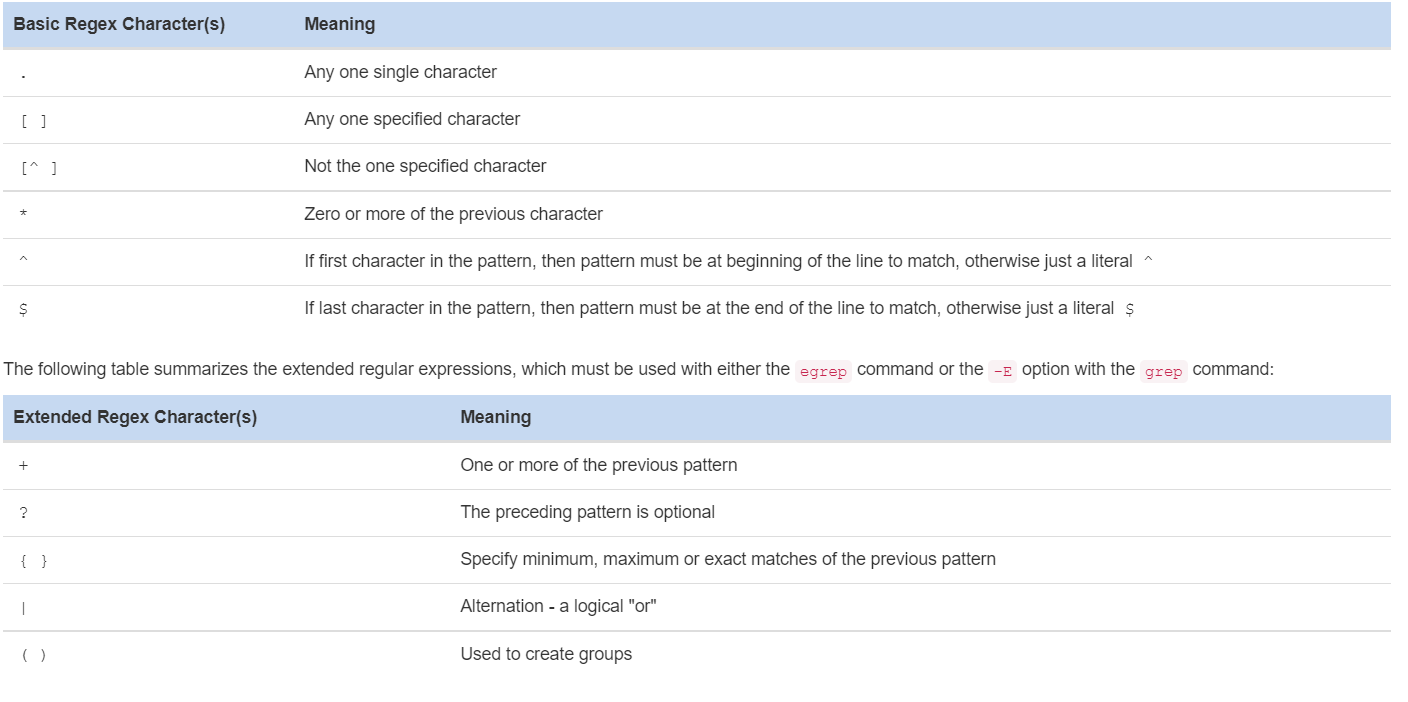 Basic Regex Character(s) Meaning
. Any one single character
[ ] Any one specified character
[^ ] Not the one specified character
* Zero or more of the previous character
^ If first character in the pattern, then pattern must be at beginning of the line to match, otherwise just a literal ^
$ If last character in the pattern, then pattern must be at the end of the line to match, otherwise just a literal $
The following table summarizes the extended regular expressions, which must be used with either the egrep command or the -E option with the grep command:
Extended Regex Character(s) Meaning
+ One or more of the previous pattern
? The preceding pattern is optional
{ } Specify minimum, maximum or exact matches of the previous pattern
| Alternation - a logical "or"
( ) Used to create groups